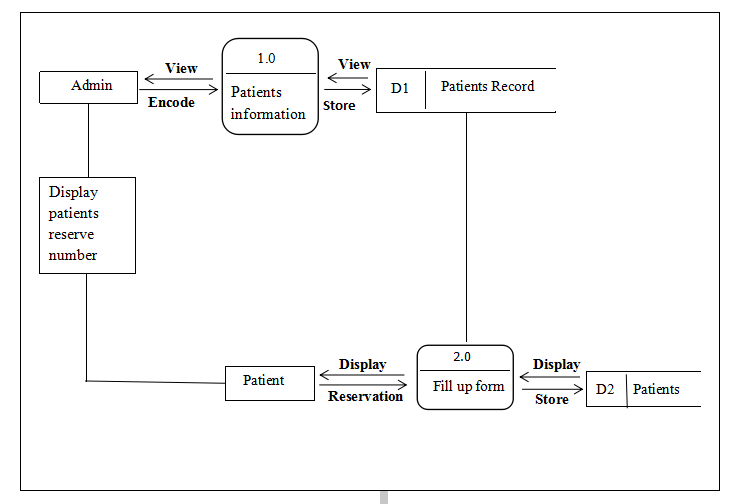 1.0
View
View
Admin
Patients
information
D1
Patients Record
Encode
Store
Display
patients
reserve
number
2.0
Display
Display
Patient
Fill up form
D2
Patients
Reservation
Store